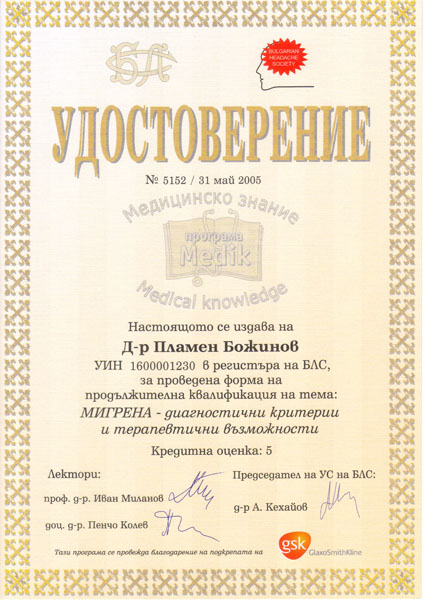 БЛС
BULGARIAN
HEADACHE
SOCIETY
УДОСТОВЕРЕНИЕ
№ 5152 / 31 май 2005
Медицинско знание
програма
Medik
Medical knowledge
Настоящото се издава на
Д-р Пламен Божинов
УИН 1600001230 в регистъра на БЛС,
за проведена форма на
продължителна квалификация на тема:
МИГРЕНА - диагностични критерии
и терапевтични възможности
Кредитна оценка: 5
Лектори:
Председател на УС на БЛС:
проф. д-р. Иван Миланов
д-р А. Кехайов
доц. д-р. Пенчо Колев
Тази програма се провежда благодарение на подкрепата на
gsk GlaxoSmithKline